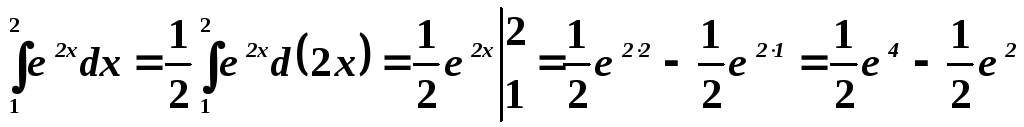 ∫₁² e^{2x} dx = 1/2 ∫₁² e^{2x} d(2x) = 1/2 e^{2x} |₁² = 1/2 e^{2·2} - 1/2 e^{2·1} = 1/2 e^4 - 1/2 e^2